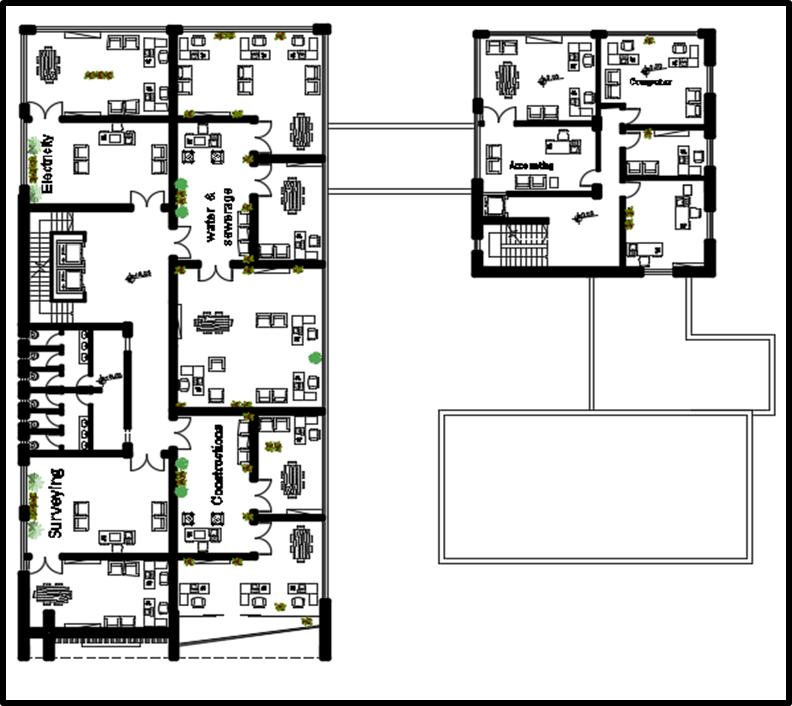 Computer
Electricity
Accounting
water &
sewerage
Constructions
Surveying